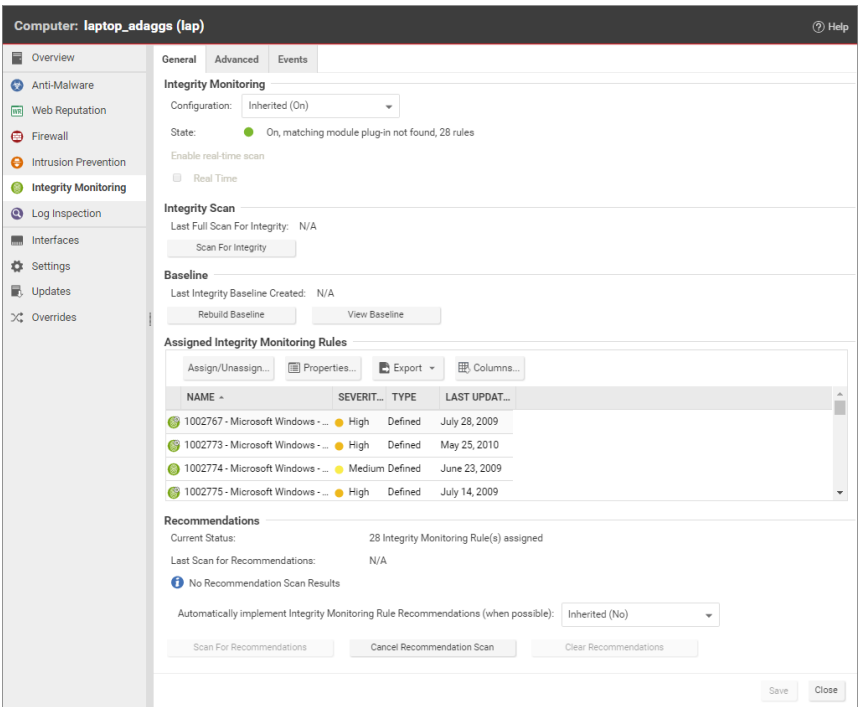 Computer: laptop_adaggs (lap)
Help
Overview
Anti-Malware
WR Web Reputation
Firewall
Intrusion Prevention
Integrity Monitoring
Log Inspection
Interfaces
Settings
Updates
Overrides
General Advanced Events
Integrity Monitoring
Configuration: Inherited (On)
State: On, matching module plug-in not found, 28 rules
Enable real-time scan
Real Time
Integrity Scan
Last Full Scan For Integrity: N/A
Scan For Integrity
Baseline
Last Integrity Baseline Created: N/A
Rebuild Baseline View Baseline
Assigned Integrity Monitoring Rules
Assign/Unassign... Properties... Export Columns...
NAME SEVERIT... TYPE LAST UPDAT...
1002767 - Microsoft Windows - ... High Defined July 28, 2009
1002773 - Microsoft Windows - ... High Defined May 25, 2010
1002774 - Microsoft Windows - ... Medium Defined June 23, 2009
1002775 - Microsoft Windows - ... High Defined July 14, 2009
Recommendations
Current Status: 28 Integrity Monitoring Rule(s) assigned
Last Scan for Recommendations: N/A
No Recommendation Scan Results
Automatically implement Integrity Monitoring Rule Recommendations (when possible): Inherited (No)
Scan For Recommendations Cancel Recommendation Scan Clear Recommendations
Save Close